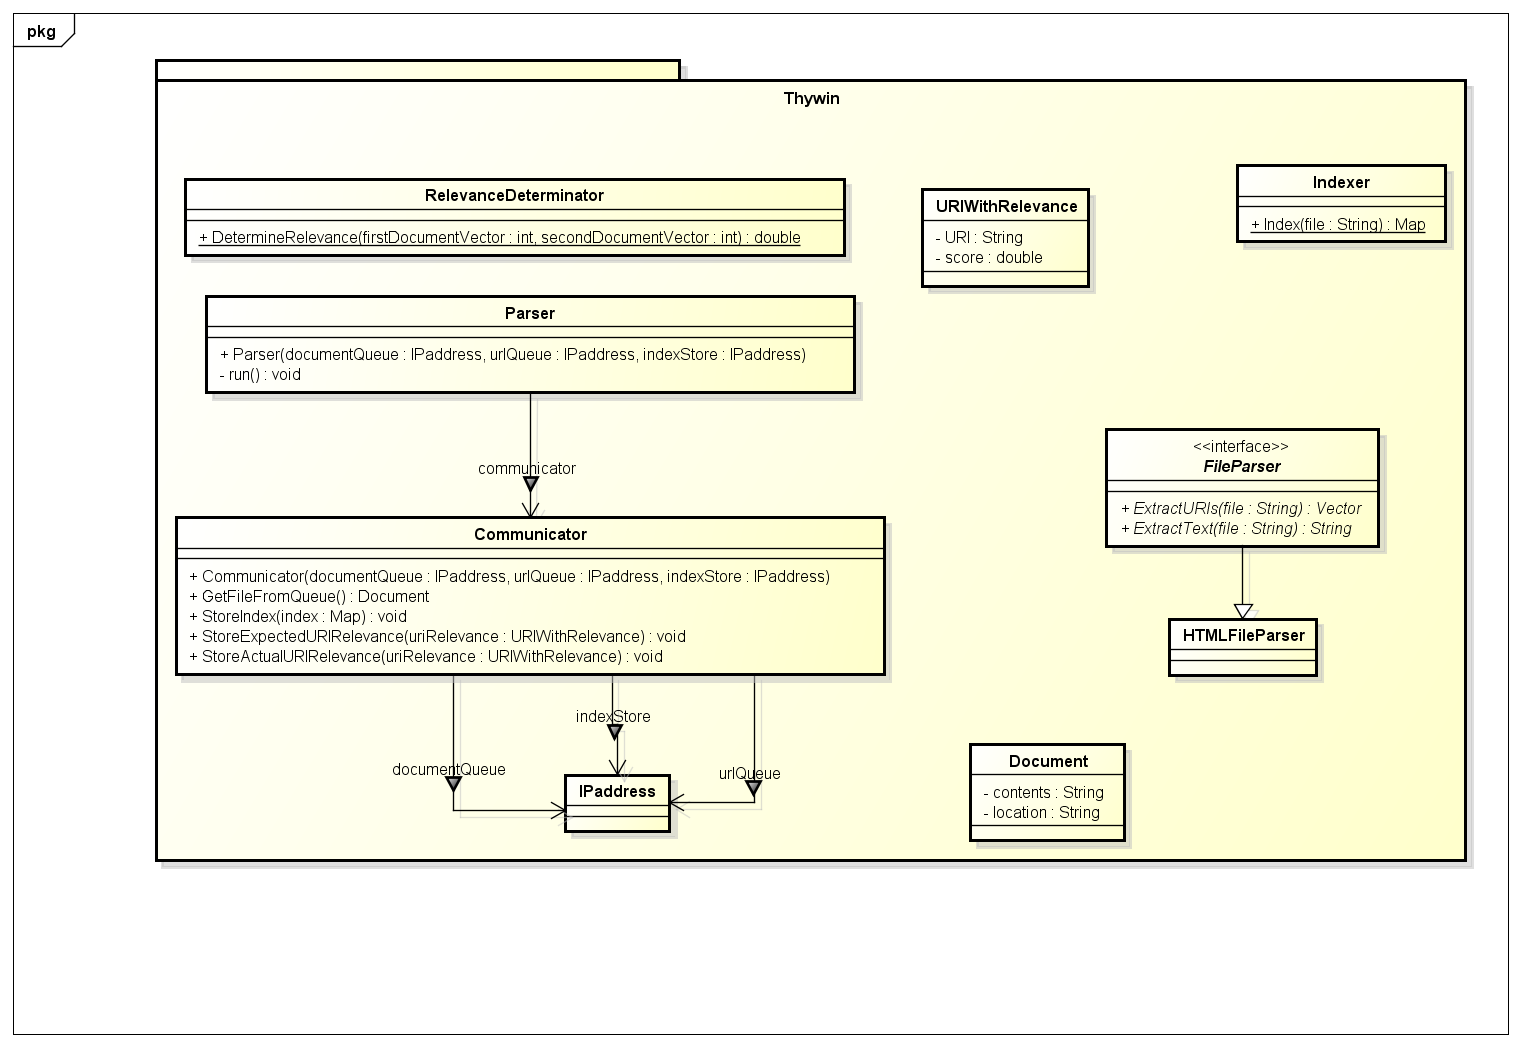 pkg
Thywin
RelevanceDeterminator
+ DetermineRelevance(firstDocumentVector : int, secondDocumentVector : int) : double
URIWithRelevance
- URI : String
- score : double
Indexer
+ Index(file : String) : Map
Parser
+ Parser(documentQueue : IPaddress, urlQueue : IPaddress, indexStore : IPaddress)
- run() : void
communicator
<<interface>>
FileParser
+ ExtractURIs(file : String) : Vector
+ ExtractText(file : String) : String
Communicator
+ Communicator(documentQueue : IPaddress, urlQueue : IPaddress, indexStore : IPaddress)
+ GetFileFromQueue() : Document
+ StoreIndex(index : Map) : void
+ StoreExpectedURIRelevance(uriRelevance : URIWithRelevance) : void
+ StoreActualURIRelevance(uriRelevance : URIWithRelevance) : void
HTMLFileParser
indexStore
documentQueue
urlQueue
IPaddress
Document
- contents : String
- location : String